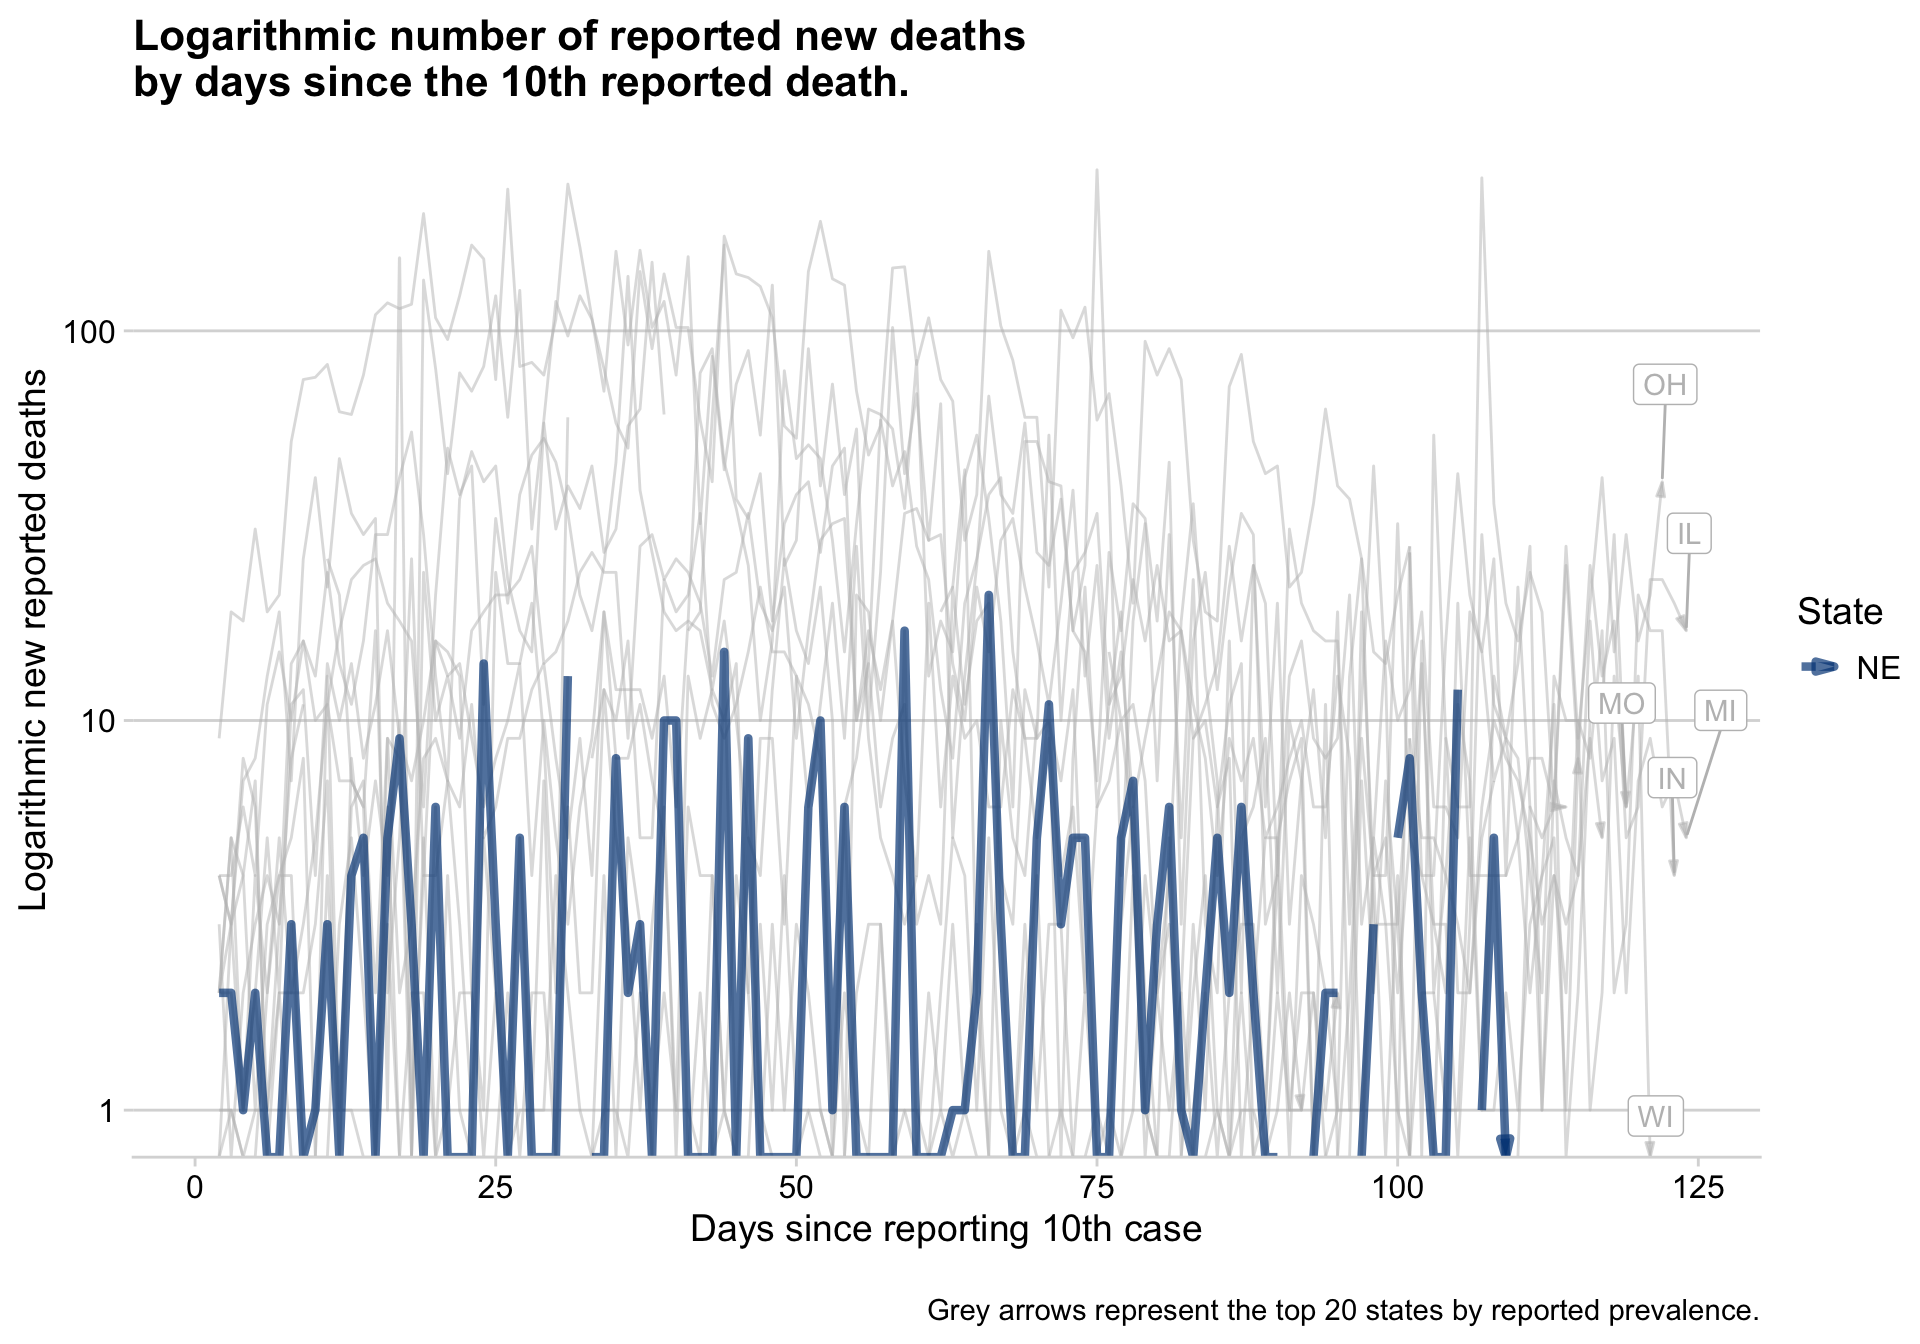 Logarithmic number of reported new deaths
by days since the 10th reported death.
Logarithmic new reported deaths
100
10
1
OH
IL
MO
MI
IN
WI
State
NE
0
25
50
75
100
125
Days since reporting 10th case
Grey arrows represent the top 20 states by reported prevalence.